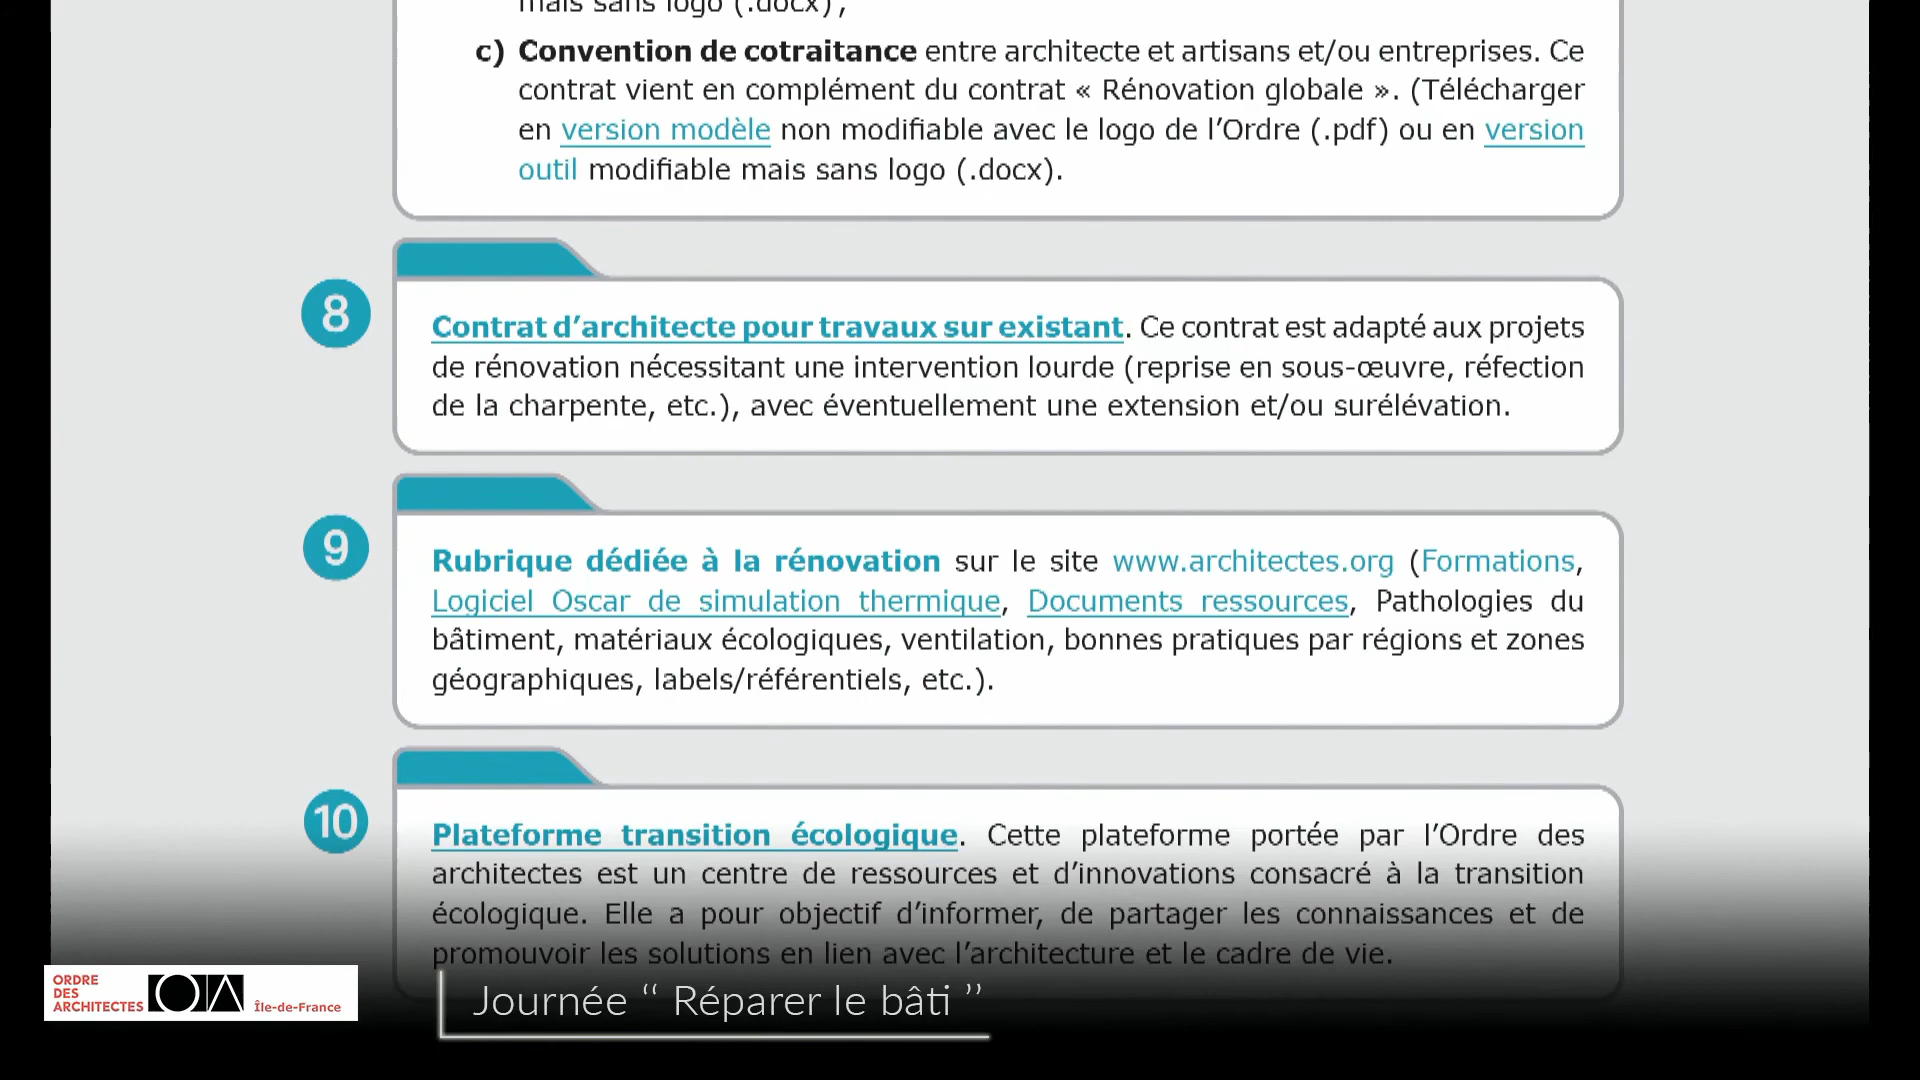 mais sans logo (.docx),
c) Convention de cotraitance entre architecte et artisans et/ou entreprises. Ce
contrat vient en complément du contrat « Rénovation globale ». (Télécharger
en version modèle non modifiable avec le logo de l’Ordre (.pdf) ou en version
outil modifiable mais sans logo (.docx).
8
Contrat d’architecte pour travaux sur existant. Ce contrat est adapté aux projets
de rénovation nécessitant une intervention lourde (reprise en sous-œuvre, réfection
de la charpente, etc.), avec éventuellement une extension et/ou surélévation.
9
Rubrique dédiée à la rénovation sur le site www.architectes.org (Formations,
Logiciel Oscar de simulation thermique, Documents ressources, Pathologies du
bâtiment, matériaux écologiques, ventilation, bonnes pratiques par régions et zones
géographiques, labels/référentiels, etc.).
10
Plateforme transition écologique. Cette plateforme portée par l’Ordre des
architectes est un centre de ressources et d’innovations consacré à la transition
écologique. Elle a pour objectif d’informer, de partager les connaissances et de
promouvoir les solutions en lien avec l’architecture et le cadre de vie.
ORDRE
DES
ARCHITECTES
Île-de-France
Journée “ Réparer le bâti ”